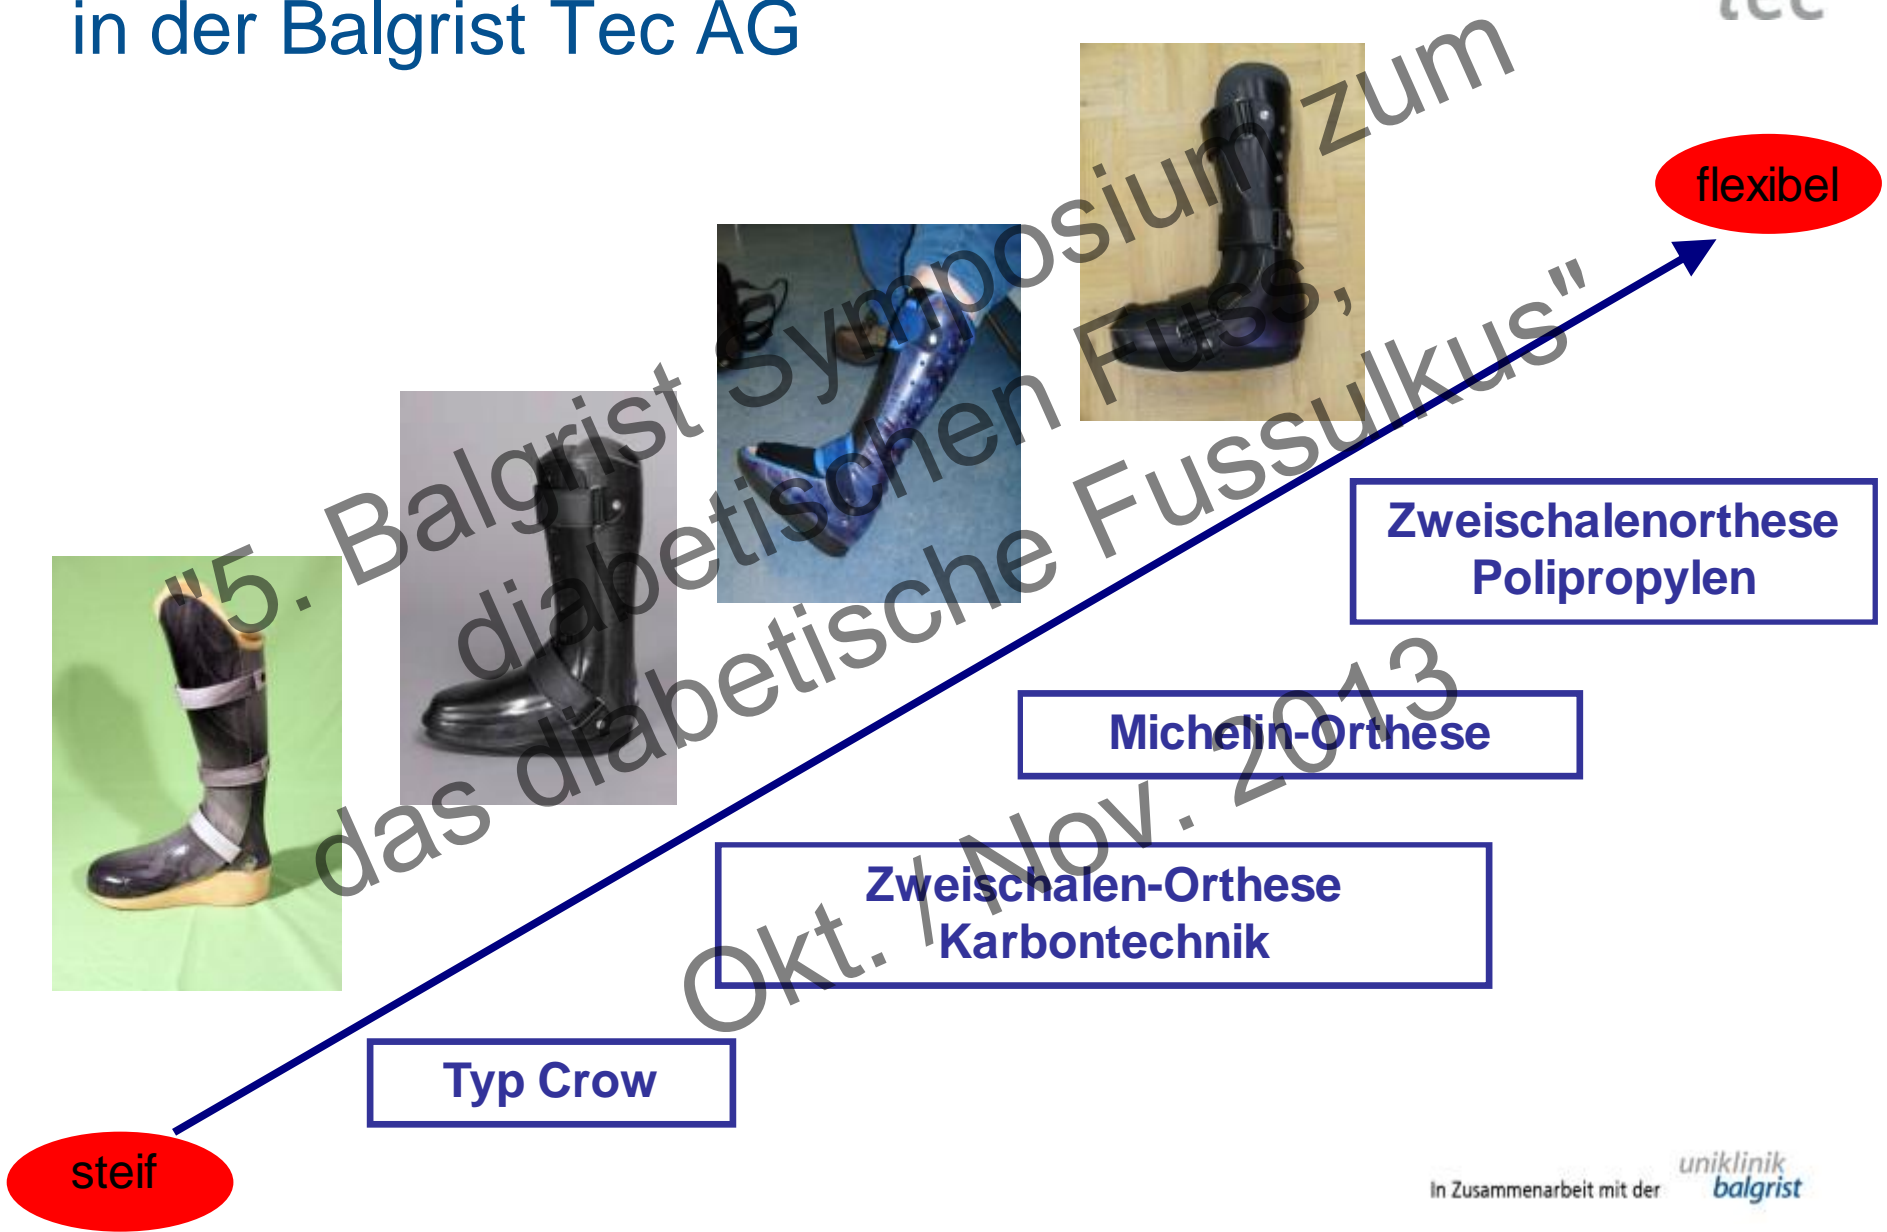 in der Balgrist Tec AG
tec
flexibel
"5. Balgrist Symposium zum
diabetischen Fuss,
das diabetische Fussulkus"
Okt. / Nov. 2013
Zweischalenorthese
Polipropylen
Michelin-Orthese
Zweischalen-Orthese
Karbontechnik
Typ Crow
steif
In Zusammenarbeit mit der
uniklinik
balgrist